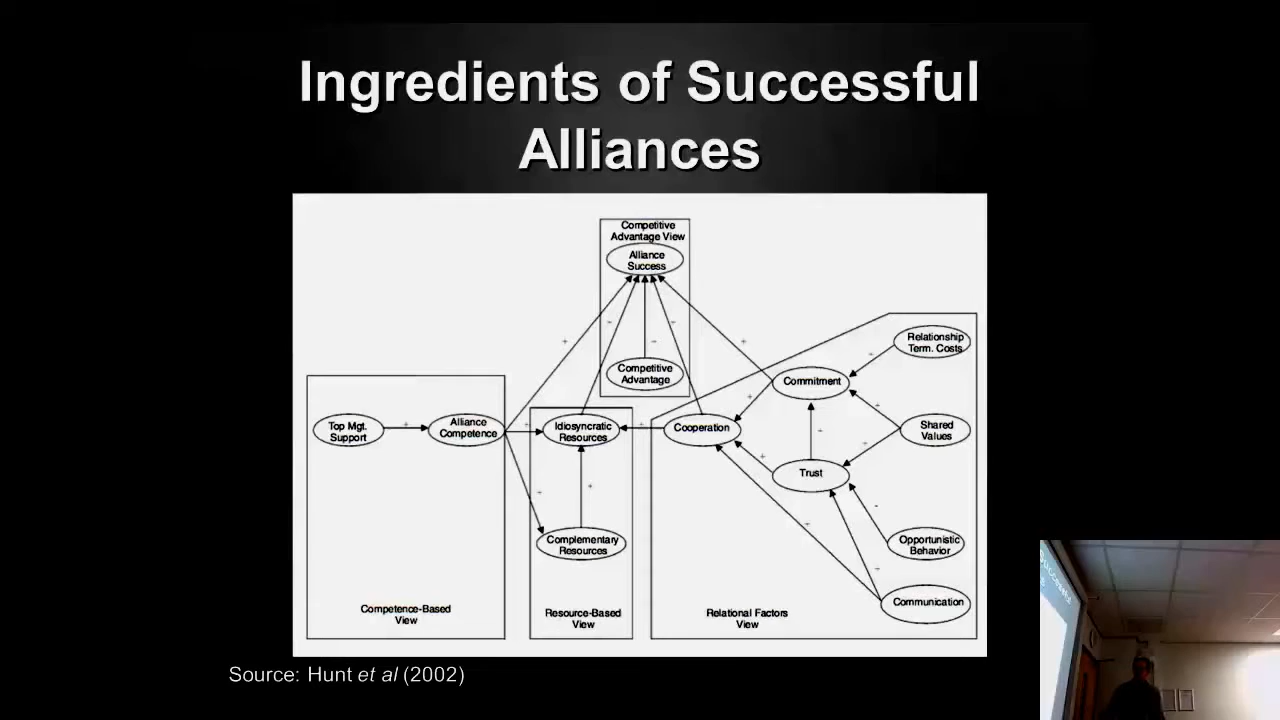 Ingredients of Successful
Alliances
Competitive
Advantage View
Alliance
Success
Competitive
Advantage
Relationship
Term. Costs
Commitment
Top Mgt.
Support
Alliance
Competence
Idiosyncratic
Resources
Cooperation
Shared
Values
Trust
Complementary
Resources
Opportunistic
Behavior
Communication
Competence-Based
View
Resource-Based
View
Relational Factors
View
Source: Hunt et al (2002)